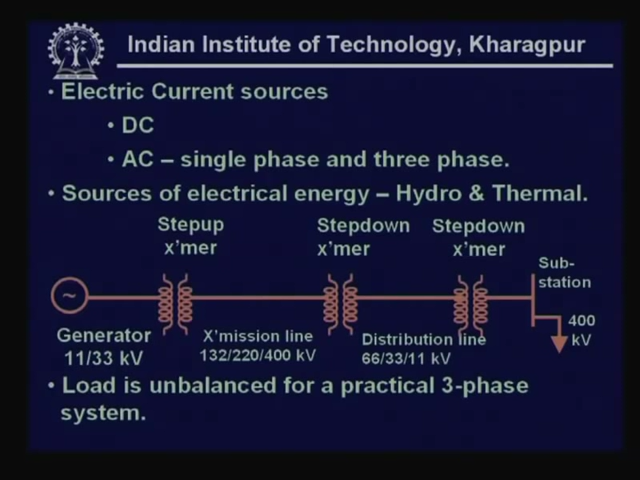 Indian Institute of Technology, Kharagpur
• Electric Current sources
• DC
• AC – single phase and three phase.
• Sources of electrical energy – Hydro & Thermal.
Stepup
x'mer
Stepdown
x'mer
Stepdown
x'mer
Sub-
station
~
Generator
11/33 kV
X'mission line
132/220/400 kV
Distribution line
66/33/11 kV
400
kV
• Load is unbalanced for a practical 3-phase
system.